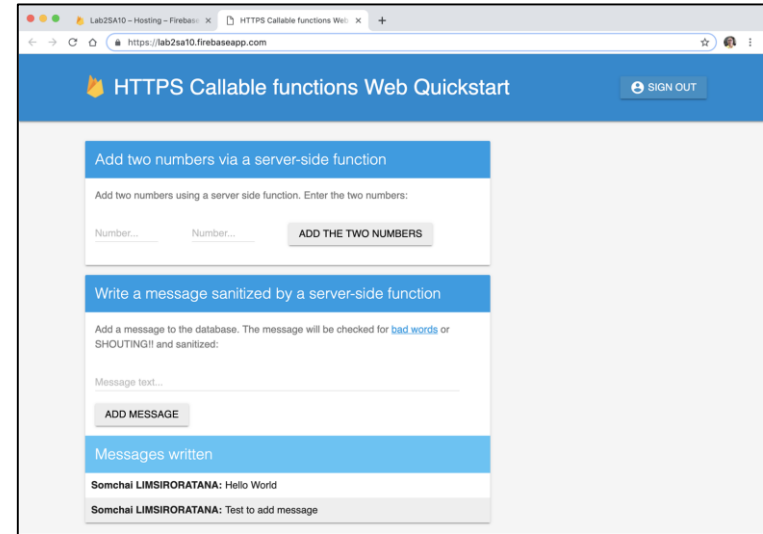 Lab2SA10 – Hosting – Firebase
HTTPS Callable functions Web
https://lab2sa10.firebaseapp.com
HTTPS Callable functions Web Quickstart
SIGN OUT
Add two numbers via a server-side function
Add two numbers using a server side function. Enter the two numbers:
Number... Number... ADD THE TWO NUMBERS
Write a message sanitized by a server-side function
Add a message to the database. The message will be checked for bad words or
SHOUTING!! and sanitized:
Message text...
ADD MESSAGE
Messages written
Somchai LIMSIRORATANA: Hello World
Somchai LIMSIRORATANA: Test to add message